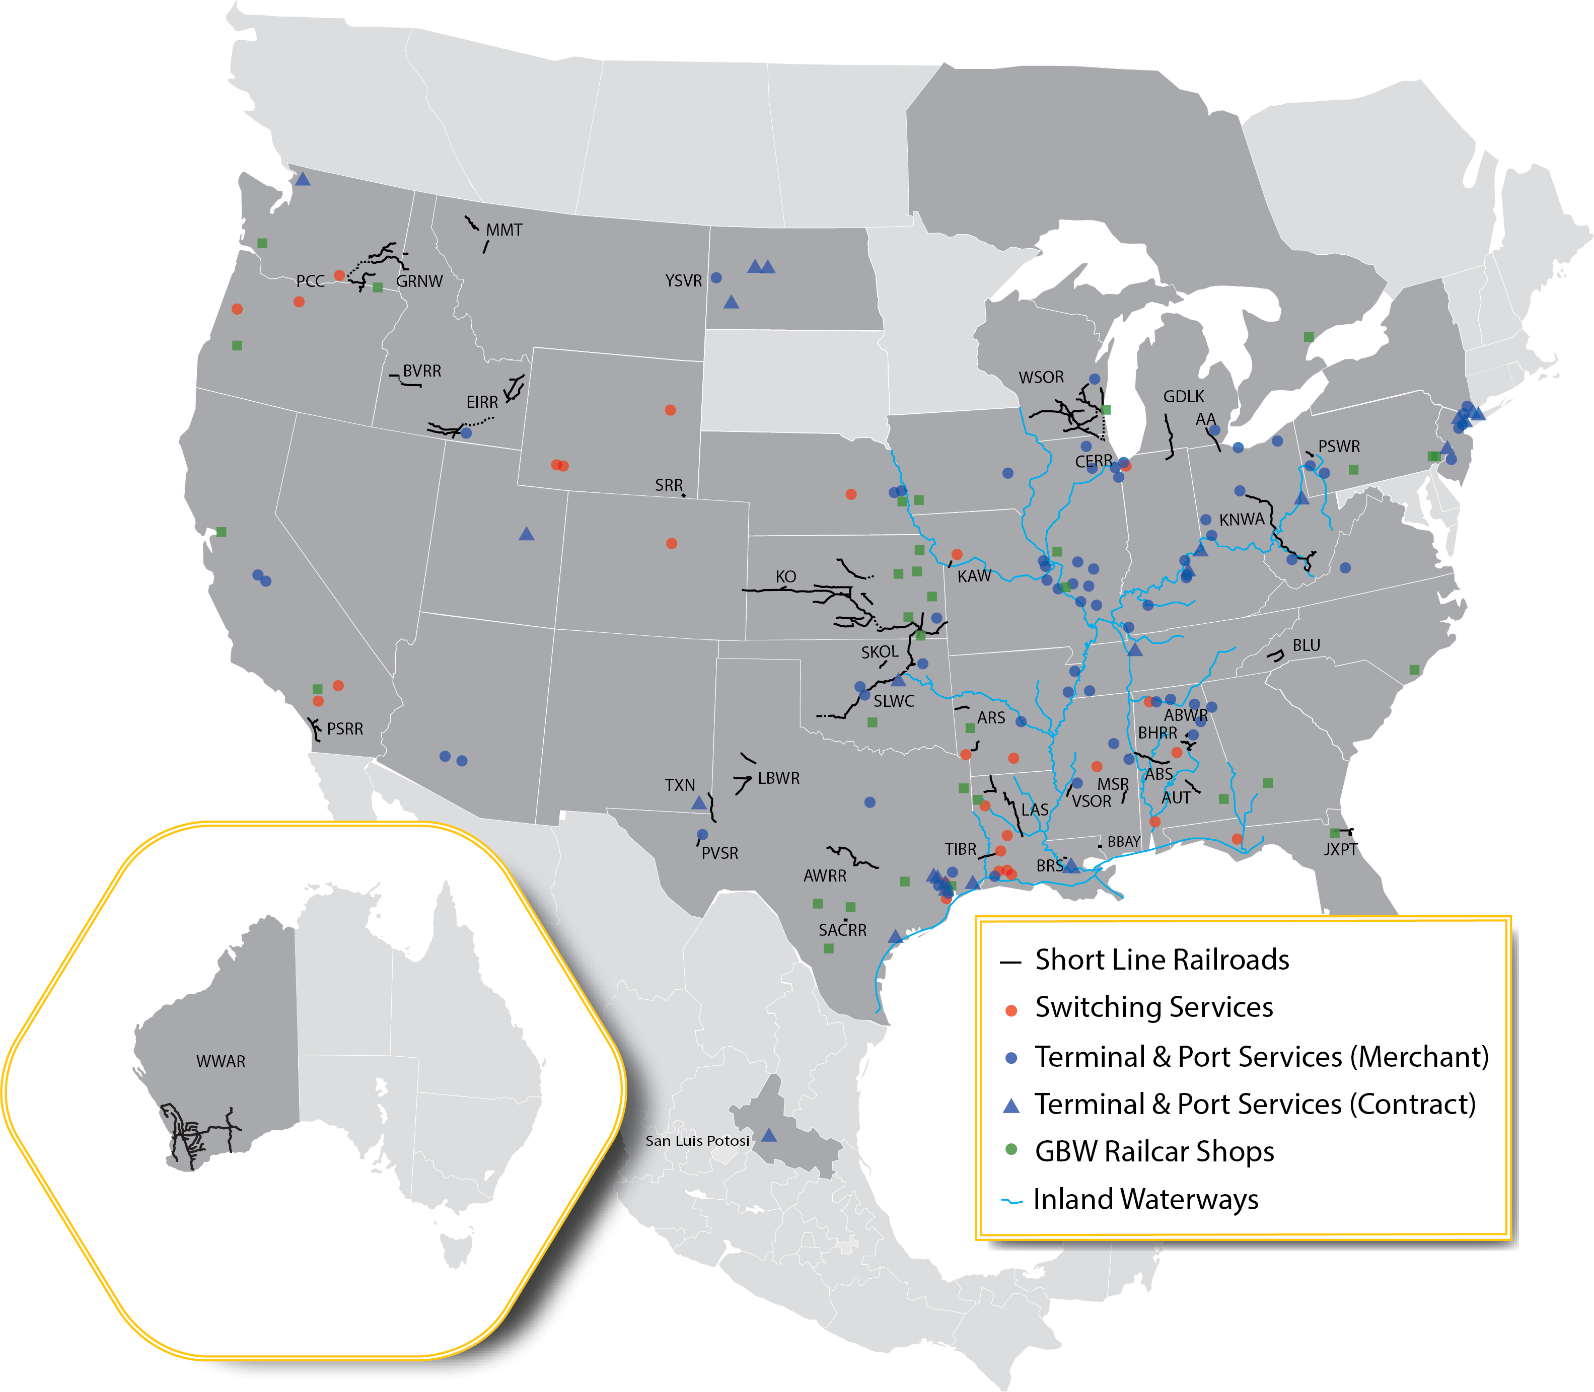 MMT
PCC
GRNW
YSVR
BVRR
EIRR
WSOR
GDLK
AA
CERR
PSWR
SRR
KNWA
KO
KAW
SKOL
BLU
SLWC
ARS
ABWR
PSRR
BHRR
TXN
LBWR
ABS
MSR
VSOR
AUT
LAS
PVSR
TIBR
BBAY
JXPT
AWRR
BRS
SACRR
Short Line Railroads
Switching Services
Terminal & Port Services (Merchant)
Terminal & Port Services (Contract)
GBW Railcar Shops
Inland Waterways
WWAR
San Luis Potosi